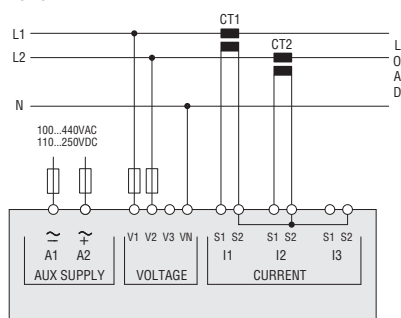 CT1
L1
CT2
L2
LOAD
N
100...440VAC
110...250VDC
V1 V2 V3 VN S1 S2 S1 S2 S1 S2
A1 A2 I1 I2 I3
AUX SUPPLY VOLTAGE CURRENT